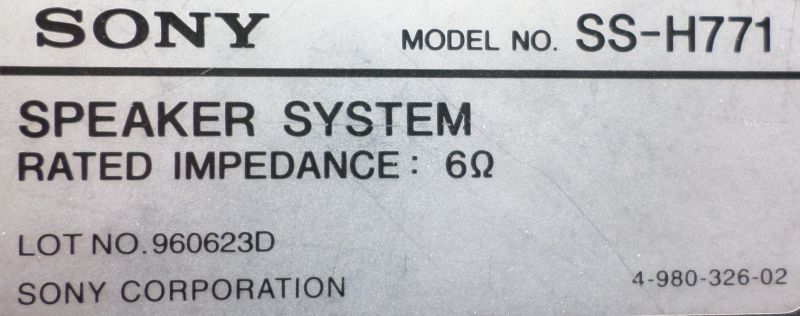 SONY MODEL NO. SS-H771
SPEAKER SYSTEM
RATED IMPEDANCE: 6Ω
LOT NO. 960623D
SONY CORPORATION 4-980-326-02